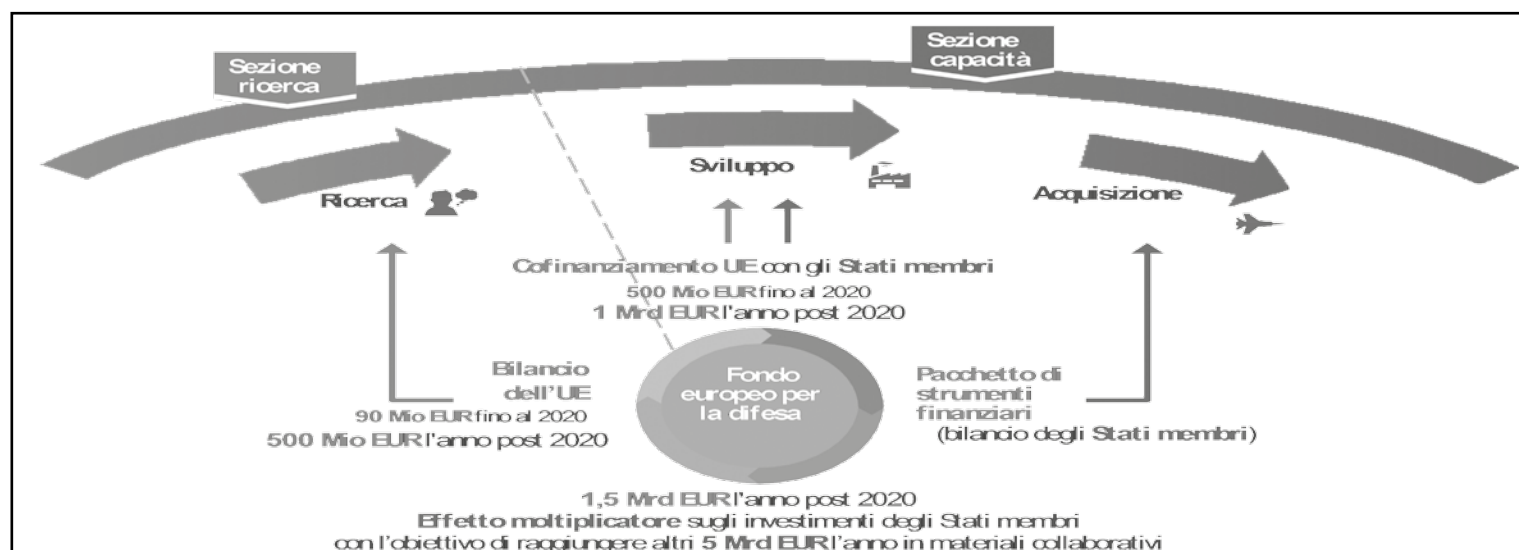 Sezione
ricerca
Sezione
capacità
Ricerca
Sviluppo
Acquisizione
Cofinanziamento UE con gli Stati membri
500 Mio EUR fino al 2020
1 Mrd EUR l'anno post 2020
Bilancio
dell'UE
90 Mio EUR fino al 2020
500 Mio EUR l'anno post 2020
Fondo
europeo per
la difesa
Pacchetto di
strumenti
finanziari
(bilancio degli Stati membri)
1,5 Mrd EUR l'anno post 2020
Effetto moltiplicatore sugli investimenti degli Stati membri
con l'obiettivo di raggiungere altri 5 Mrd EUR l'anno in materiali collaborativi